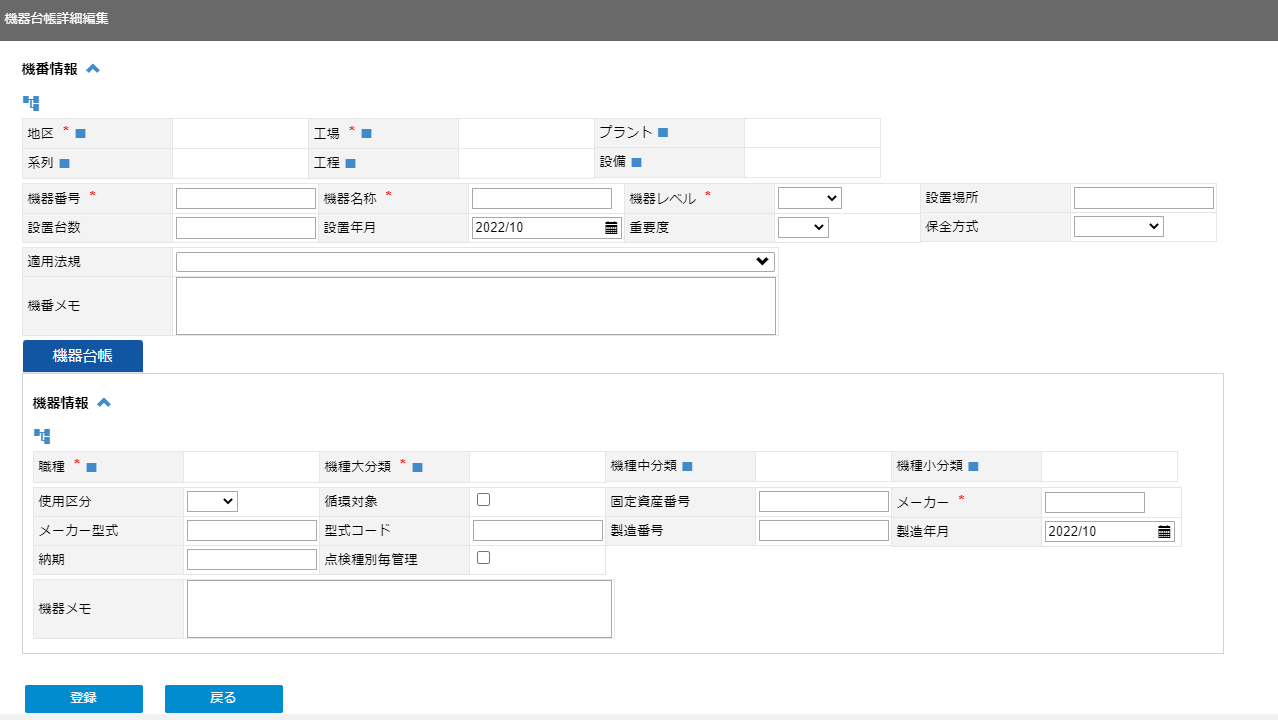 機器台帳詳細編集
機番情報
地区 * 工場 * プラント
系列 工程 設備
機器番号 * 機器名称 * 機器レベル * 設置場所
設置台数 設置年月 2022/10 重要度 保全方式
適用法規
機番メモ
機器台帳
機器情報
職種 * 機種大分類 * 機種中分類 機種小分類
使用区分 循環対象 固定資産番号 メーカー *
メーカー型式 型式コード 製造番号 製造年月 2022/10
納期 点検種別毎管理
機器メモ
登録 戻る